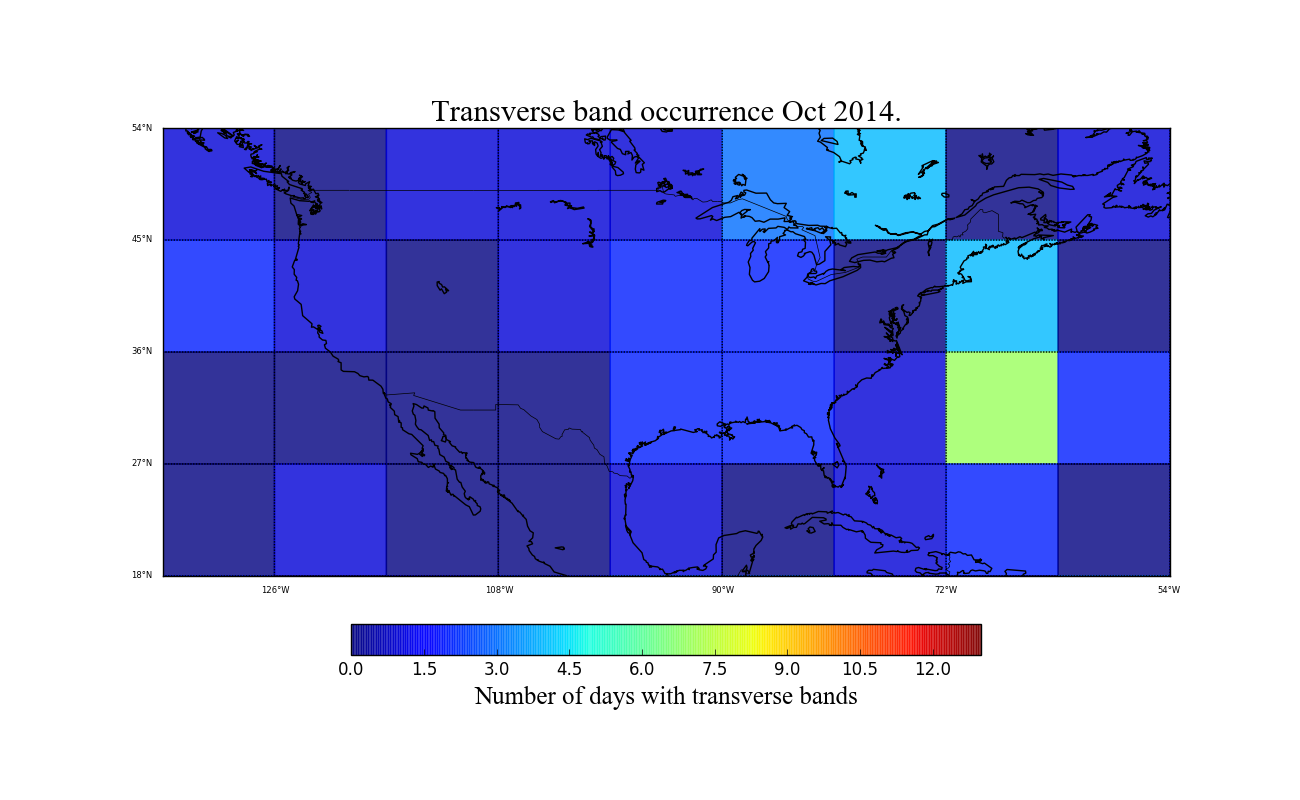 Transverse band occurrence Oct 2014.
54°N
45°N
36°N
27°N
18°N
126°W 108°W 90°W 72°W 54°W
0.0 1.5 3.0 4.5 6.0 7.5 9.0 10.5 12.0
Number of days with transverse bands